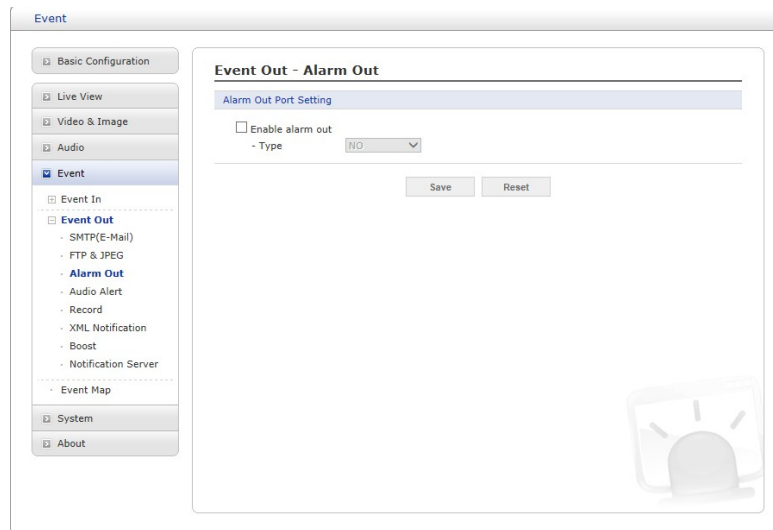 Event
Basic Configuration
Live View
Video & Image
Audio
Event
Event In
Event Out
SMTP(E-Mail)
FTP & JPEG
Alarm Out
Audio Alert
Record
XML Notification
Boost
Notification Server
Event Map
System
About
Event Out - Alarm Out
Alarm Out Port Setting
Enable alarm out
- Type NO
Save Reset